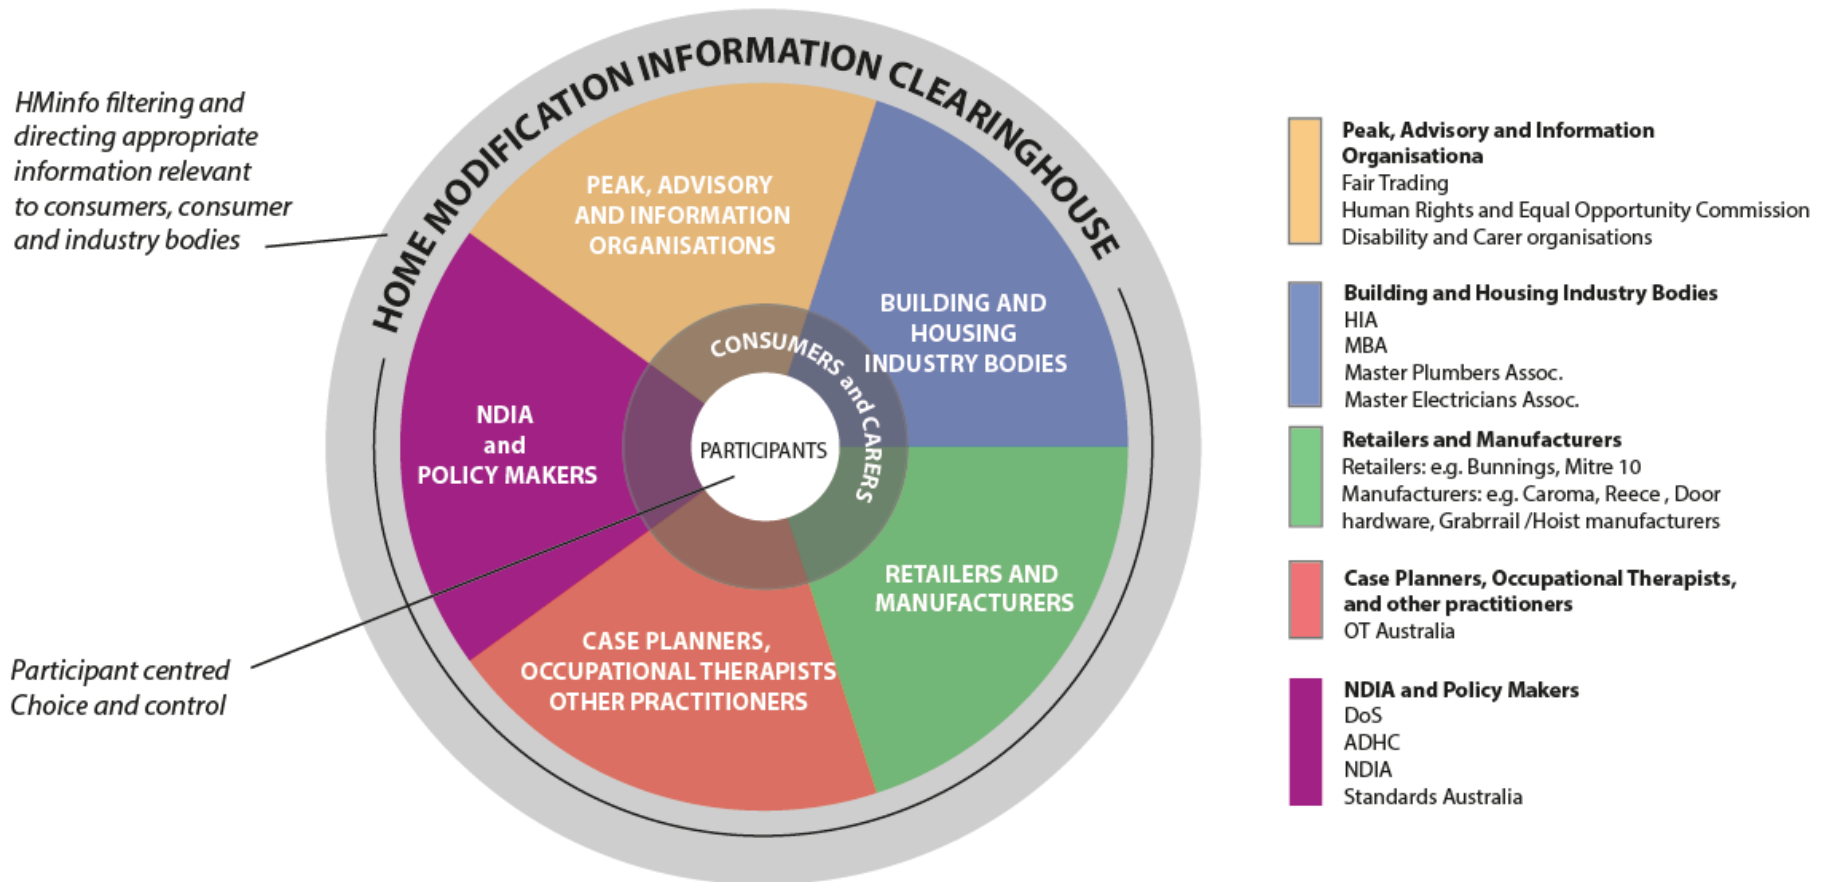 HOME MODIFICATION INFORMATION CLEARINGHOUSE
HMinfo filtering and
directing appropriate
information relevant
to consumers, consumer
and industry bodies
PEAK, ADVISORY
AND INFORMATION
ORGANISATIONS
BUILDING AND
HOUSING
INDUSTRY BODIES
CONSUMERS and CARERS
NDIA
and
POLICY MAKERS
PARTICIPANTS
RETAILERS AND
MANUFACTURERS
CASE PLANNERS,
OCCUPATIONAL THERAPISTS
OTHER PRACTITIONERS
Participant centred
Choice and control
Peak, Advisory and Information
Organisationa
Fair Trading
Human Rights and Equal Opportunity Commission
Disability and Carer organisations
Building and Housing Industry Bodies
HIA
MBA
Master Plumbers Assoc.
Master Electricians Assoc.
Retailers and Manufacturers
Retailers: e.g. Bunnings, Mitre 10
Manufacturers: e.g. Caroma, Reece , Door
hardware, Grabrrail /Hoist manufacturers
Case Planners, Occupational Therapists,
and other practitioners
OT Australia
NDIA and Policy Makers
DoS
ADHC
NDIA
Standards Australia